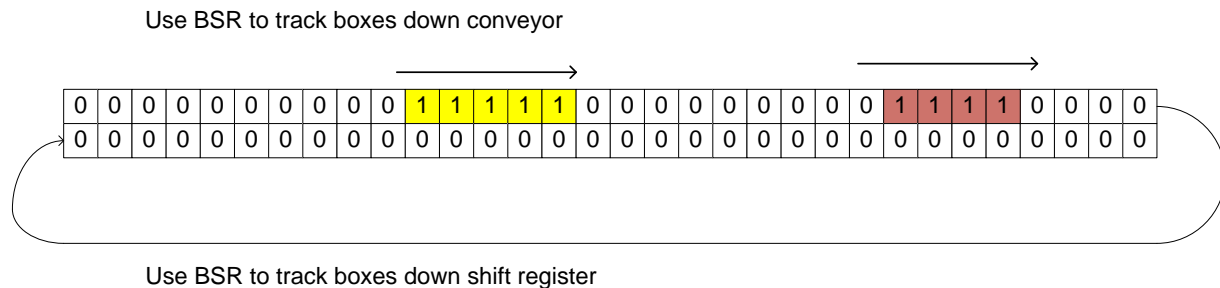 Use BSR to track boxes down conveyor
0 0 0 0 0 0 0 0 0 0 1 1 1 1 1 0 0 0 0 0 0 0 0 0 1 1 1 1 0 0 0 0
0 0 0 0 0 0 0 0 0 0 0 0 0 0 0 0 0 0 0 0 0 0 0 0 0 0 0 0 0 0 0 0
Use BSR to track boxes down shift register